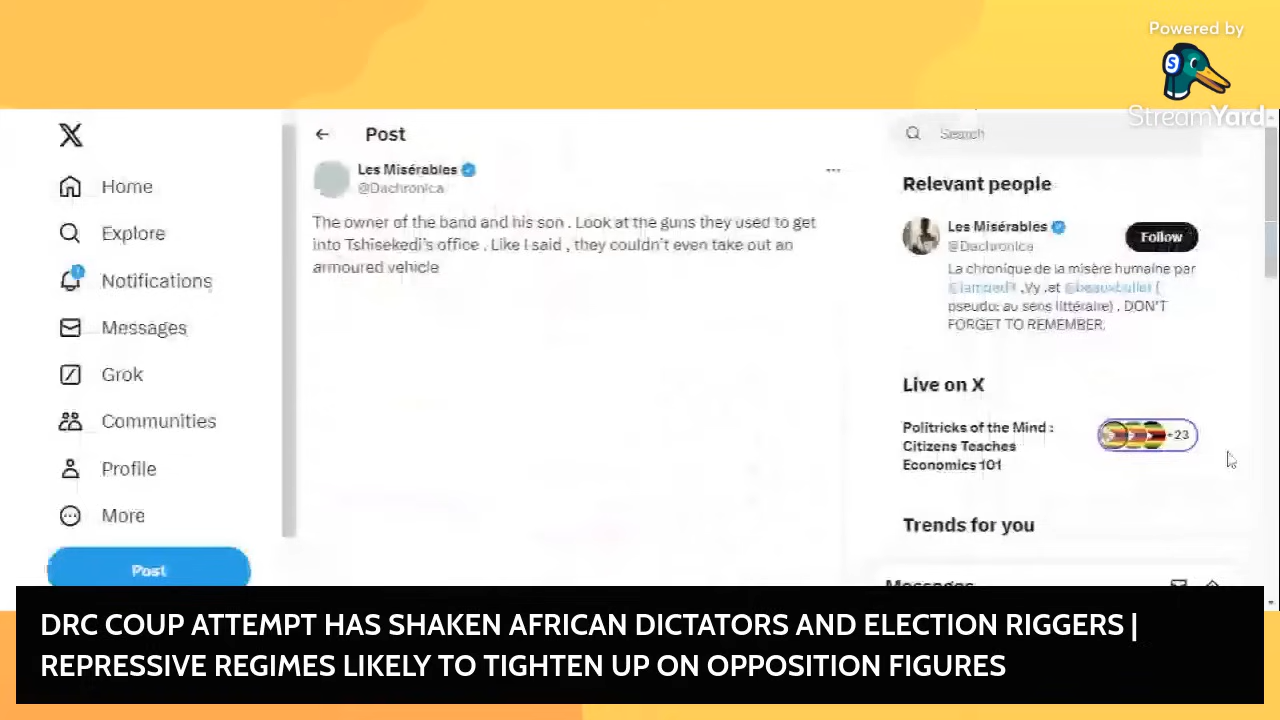 Powered by
StreamYard
X
Home
Explore
Notifications
Messages
Grok
Communities
Profile
More
Post
Post
Les Misérables
@Dachronica
The owner of the band and his son . Look at the guns they used to get
into Tshisekedi's office . Like I said , they couldn't even take out an
armoured vehicle
Search
Relevant people
Les Misérables
@Dachronica
Follow
La chronique de la misère humaine par
,Vy .et @beauxbullet (
pseudo: au sens littéraire) . DON'T
FORGET TO REMEMBER.
Live on X
Politricks of the Mind :
Citizens Teaches
Economics 101
+23
Trends for you
Messages
DRC COUP ATTEMPT HAS SHAKEN AFRICAN DICTATORS AND ELECTION RIGGERS |
REPRESSIVE REGIMES LIKELY TO TIGHTEN UP ON OPPOSITION FIGURES